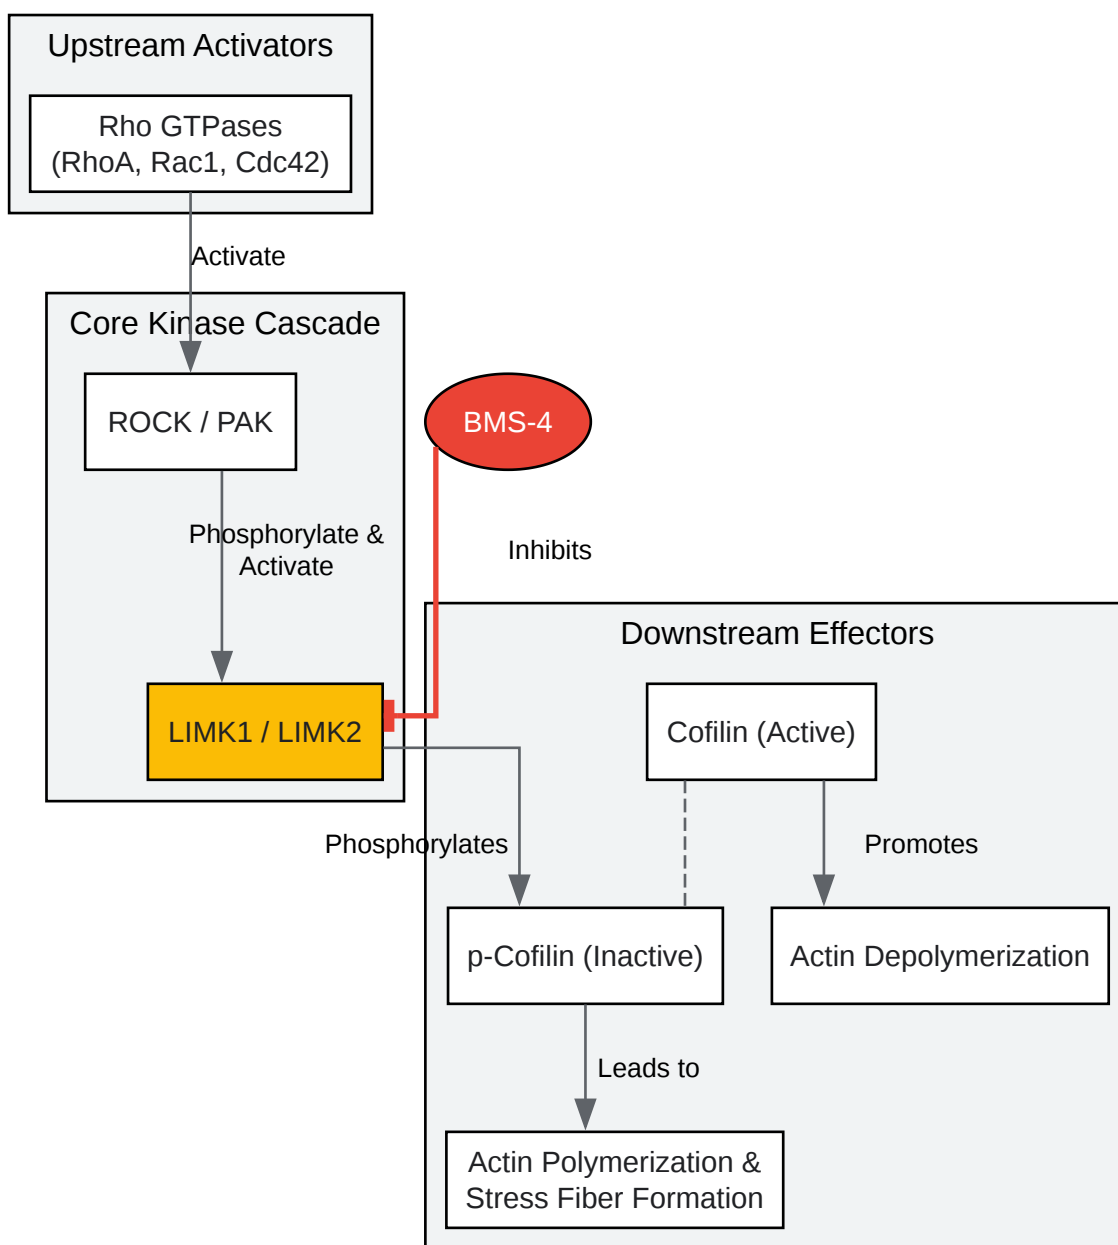 Upstream Activators
Rho GTPases
(RhoA, Rac1, Cdc42)
Activate
Core Kinase Cascade
ROCK / PAK
BMS-4
Phosphorylate &
Activate
Inhibits
Downstream Effectors
LIMK1 / LIMK2
Cofilin (Active)
Phosphorylates
Promotes
p-Cofilin (Inactive)
Actin Depolymerization
Leads to
Actin Polymerization &
Stress Fiber Formation